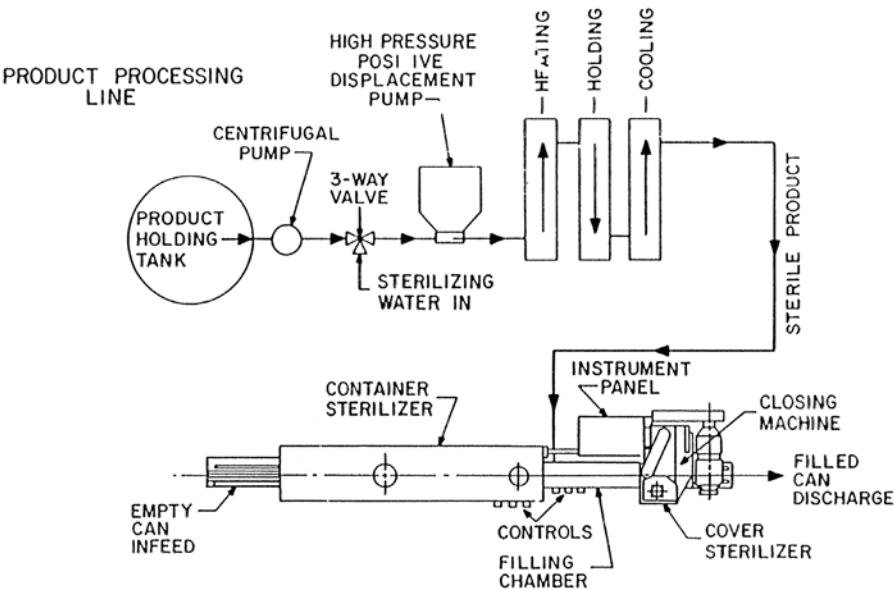 PRODUCT PROCESSING
LINE
HIGH PRESSURE
POSI IVE
DISPLACEMENT
PUMP
CENTRIFUGAL
PUMP
3-WAY
VALVE
PRODUCT
HOLDING
TANK
STERILIZING
WATER IN
HEATING
HOLDING
COOLING
STERILE PRODUCT
CONTAINER
STERILIZER
INSTRUMENT
PANEL
CLOSING
MACHINE
FILLED
CAN
DISCHARGE
EMPTY
CAN
INFEED
CONTROLS
FILLING
CHAMBER
COVER
STERILIZER